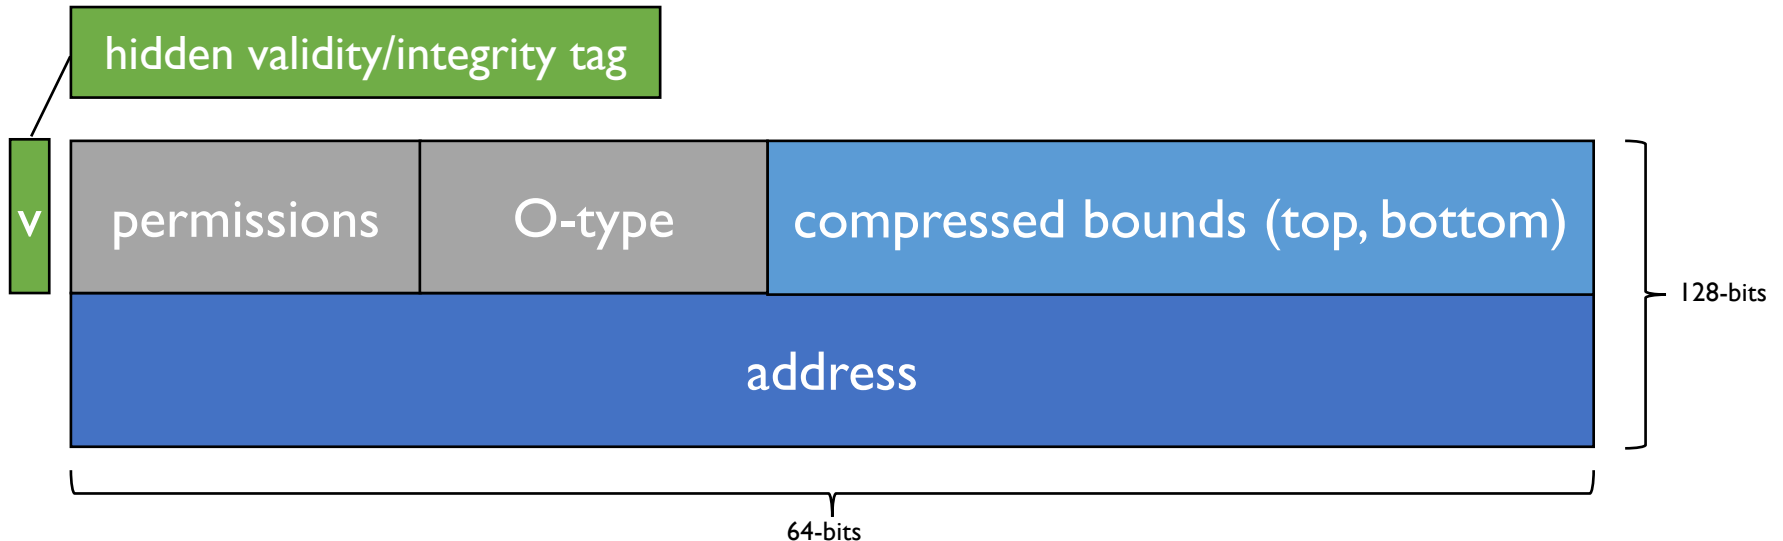 hidden validity/integrity tag
v
permissions
O-type
compressed bounds (top, bottom)
128-bits
address
64-bits